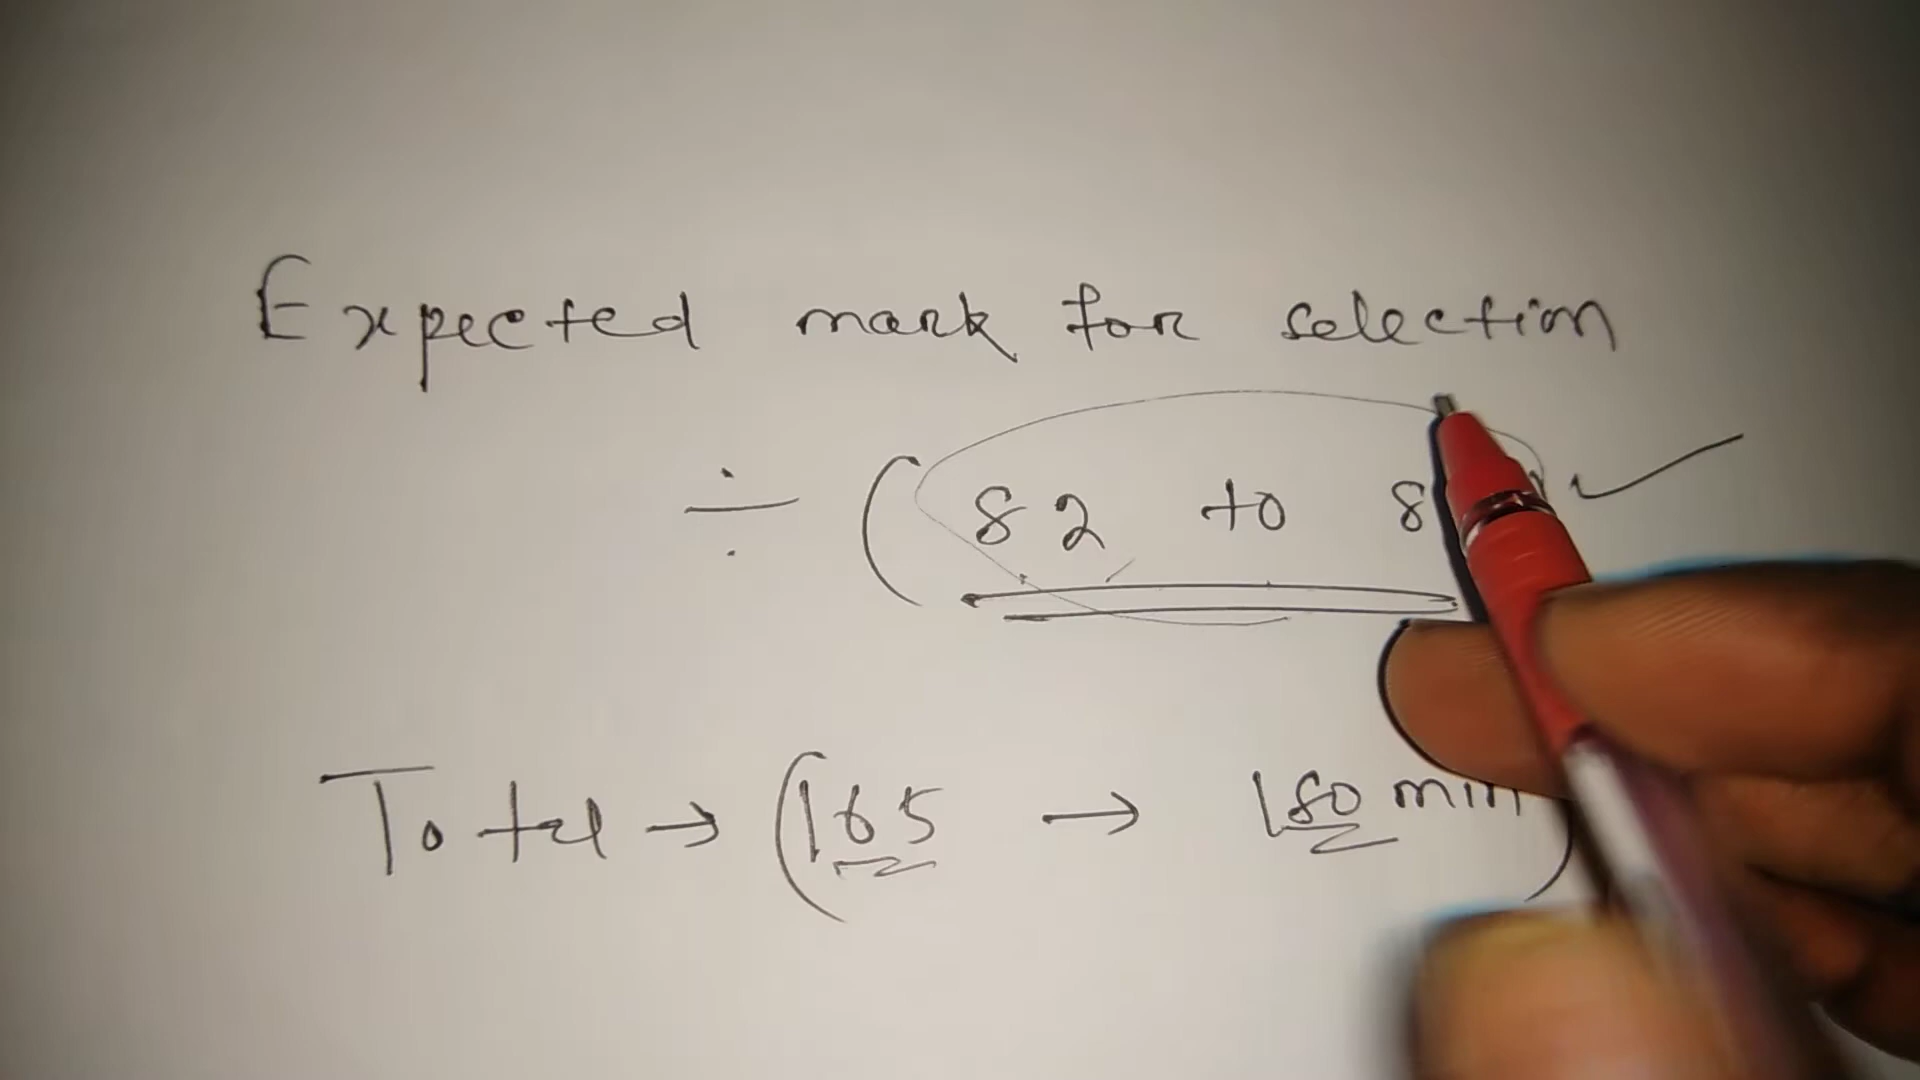 Expected mark for selection
÷ ( 82 to 8
Total → (165 → 180 min)